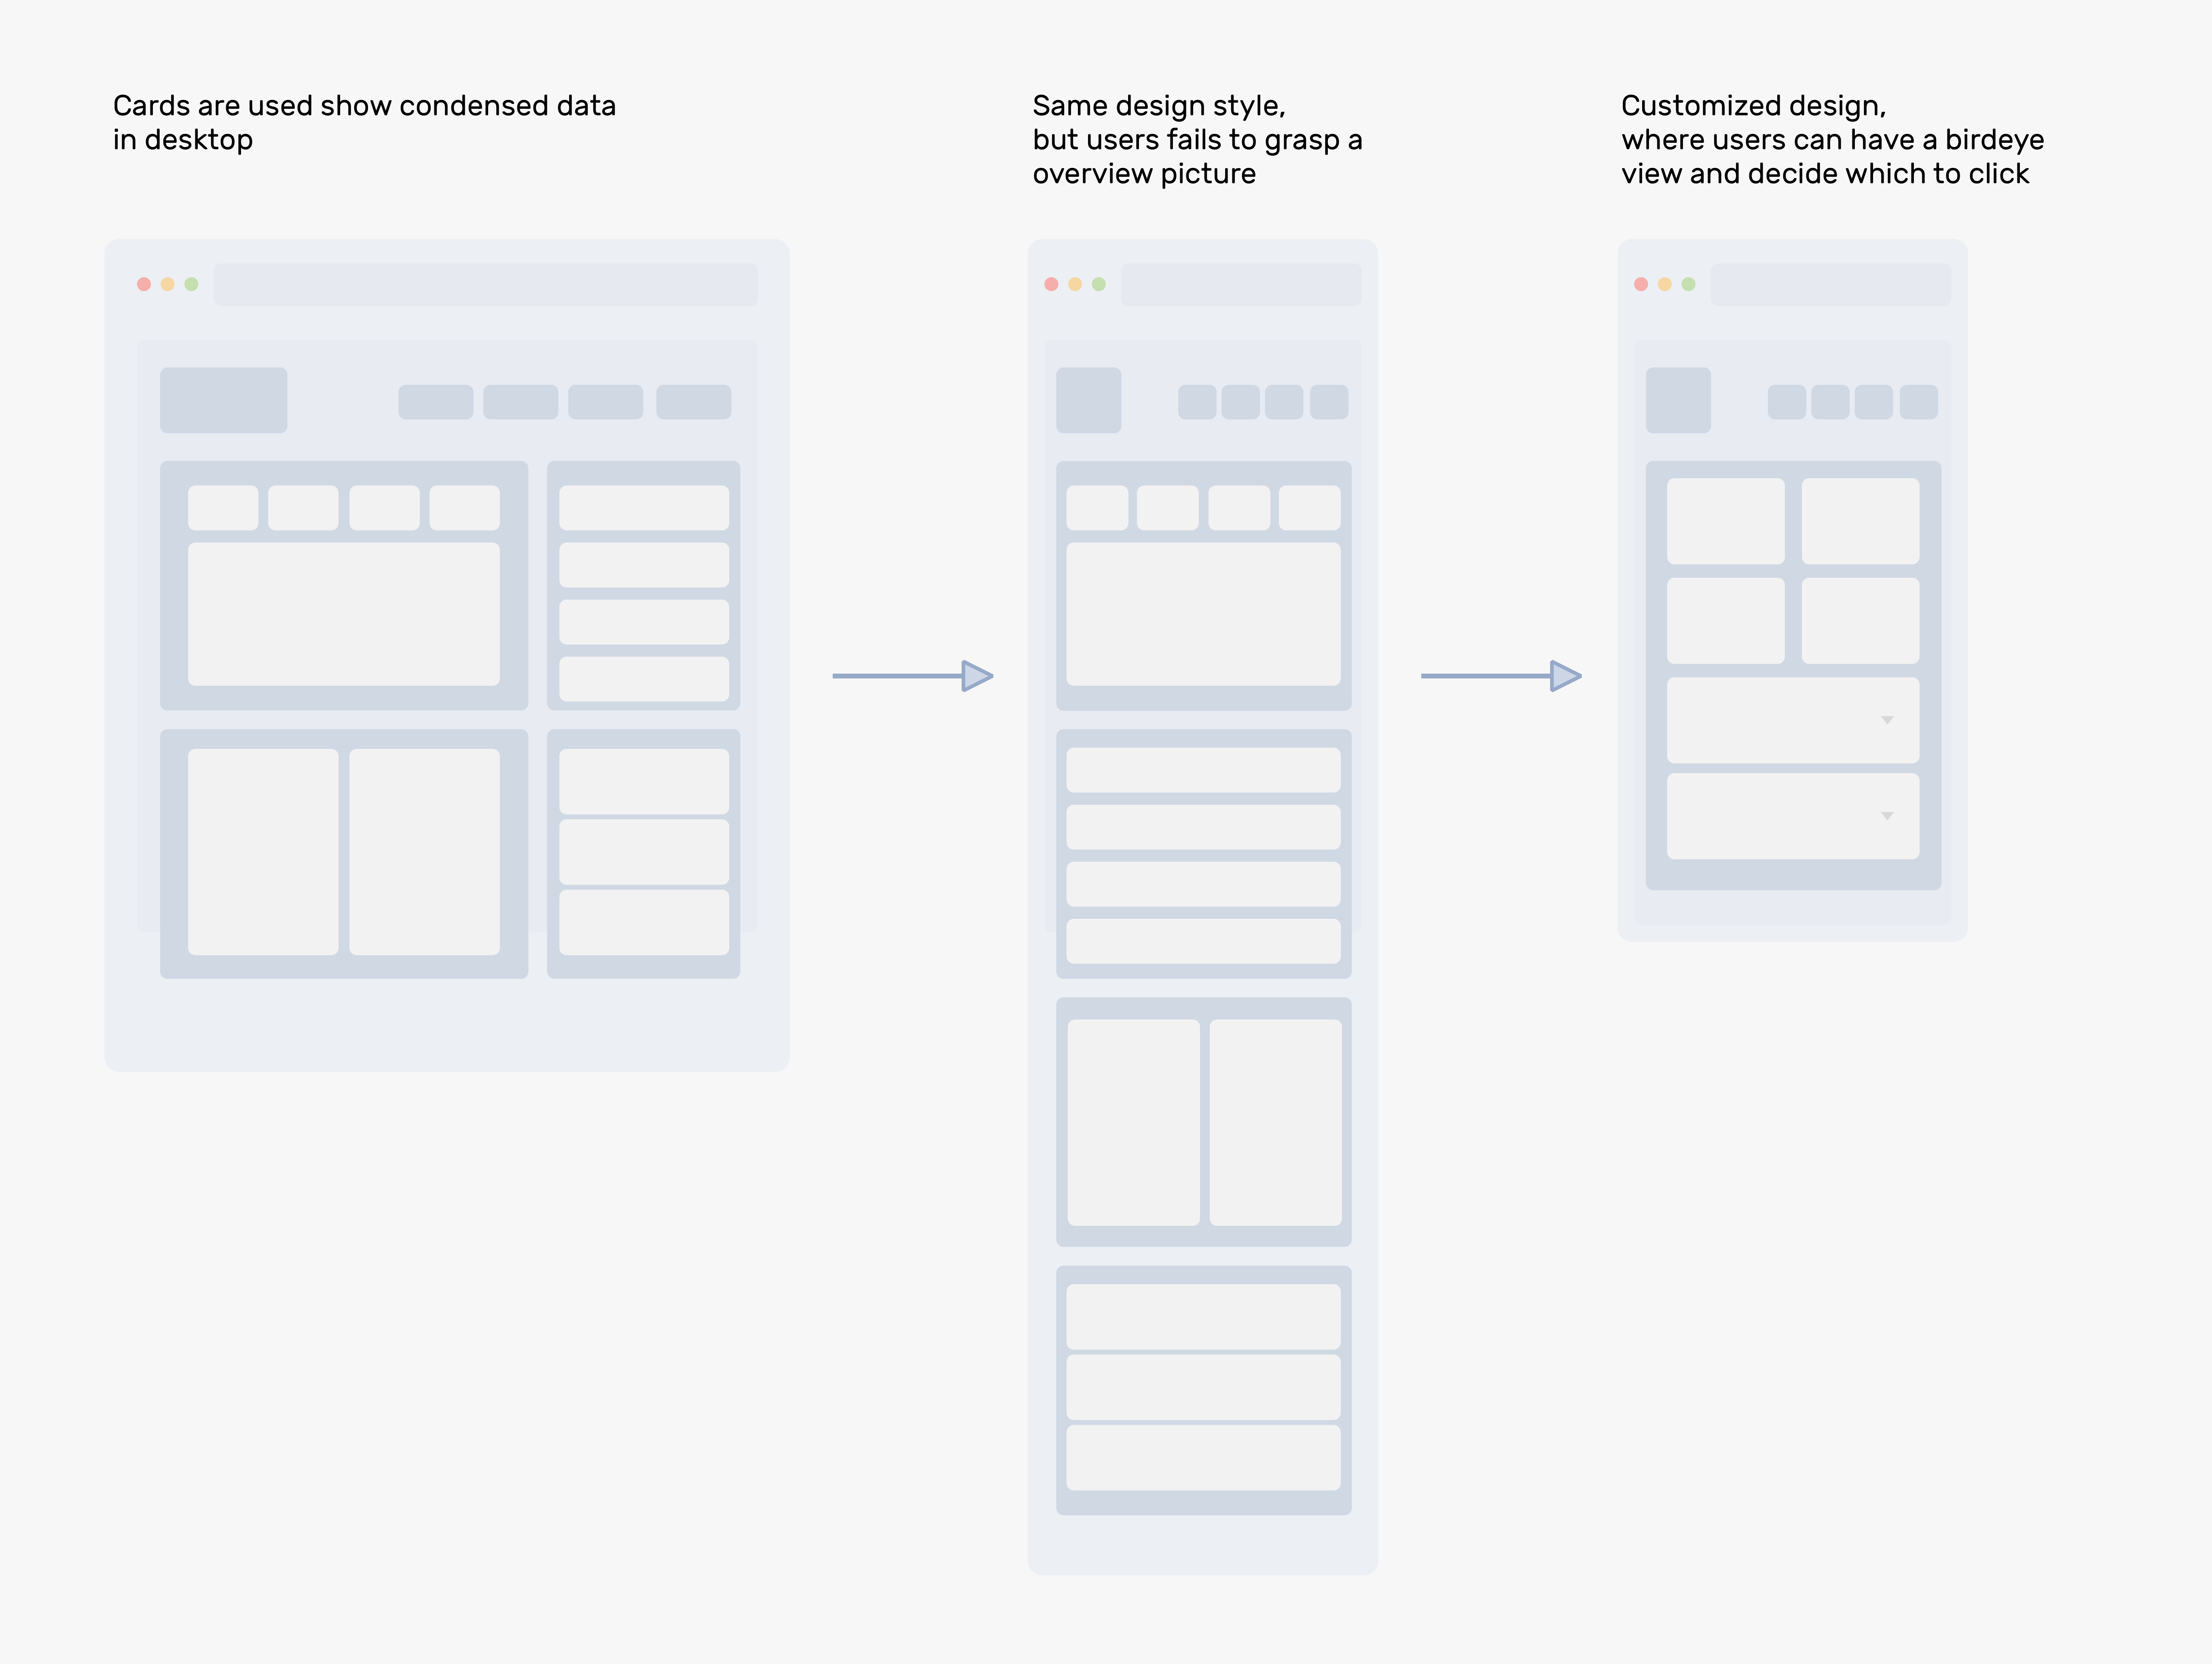 Cards are used show condensed data
in desktop
Same design style,
but users fails to grasp a
overview picture
Customized design,
where users can have a birdeye
view and decide which to click